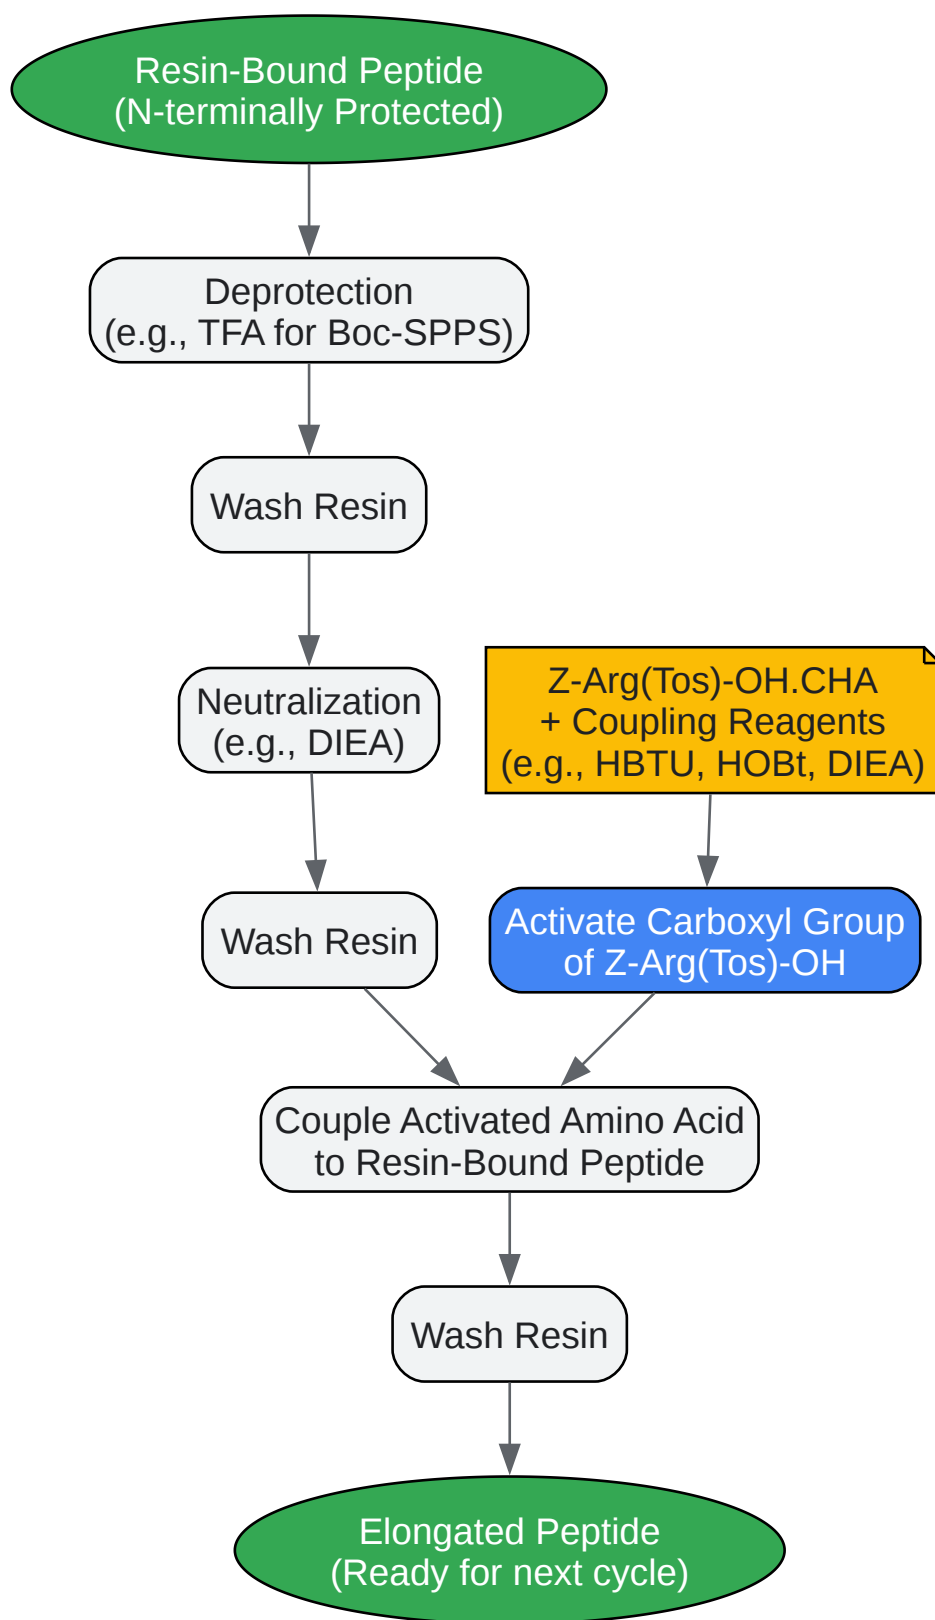 Resin-Bound Peptide
(N-terminally Protected)
Deprotection
(e.g., TFA for Boc-SPPS)
Wash Resin
Neutralization
(e.g., DIEA)
Z-Arg(Tos)-OH.CHA
+ Coupling Reagents
(e.g., HBTU, HOBt, DIEA)
Wash Resin
Activate Carboxyl Group
of Z-Arg(Tos)-OH
Couple Activated Amino Acid
to Resin-Bound Peptide
Wash Resin
Elongated Peptide
(Ready for next cycle)